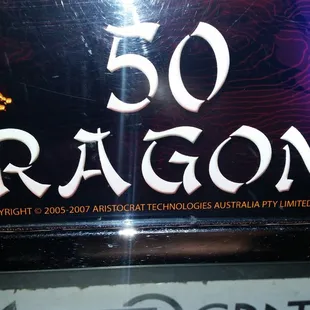 50
RAGON
YRIGHT © 2005-2007 ARISTOCRAT TECHNOLOGIES AUSTRALIA PTY LIMITED